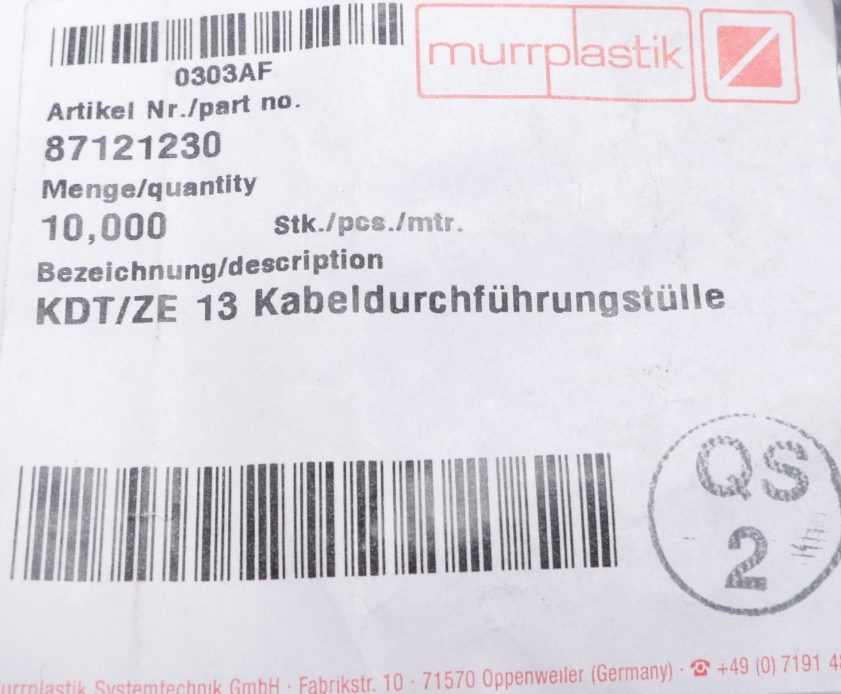 murrplastik
0303AF
Artikel Nr./part no.
87121230
Menge/quantity
10,000 Stk./pcs./mtr.
Bezeichnung/description
KDT/ZE 13 Kabeldurchführungstülle
QS
2
Systemtechnik GmbH · Fabrikstr. 10 · 71570 Oppenweiler (Germany) · ☎ +49 (0) 7191